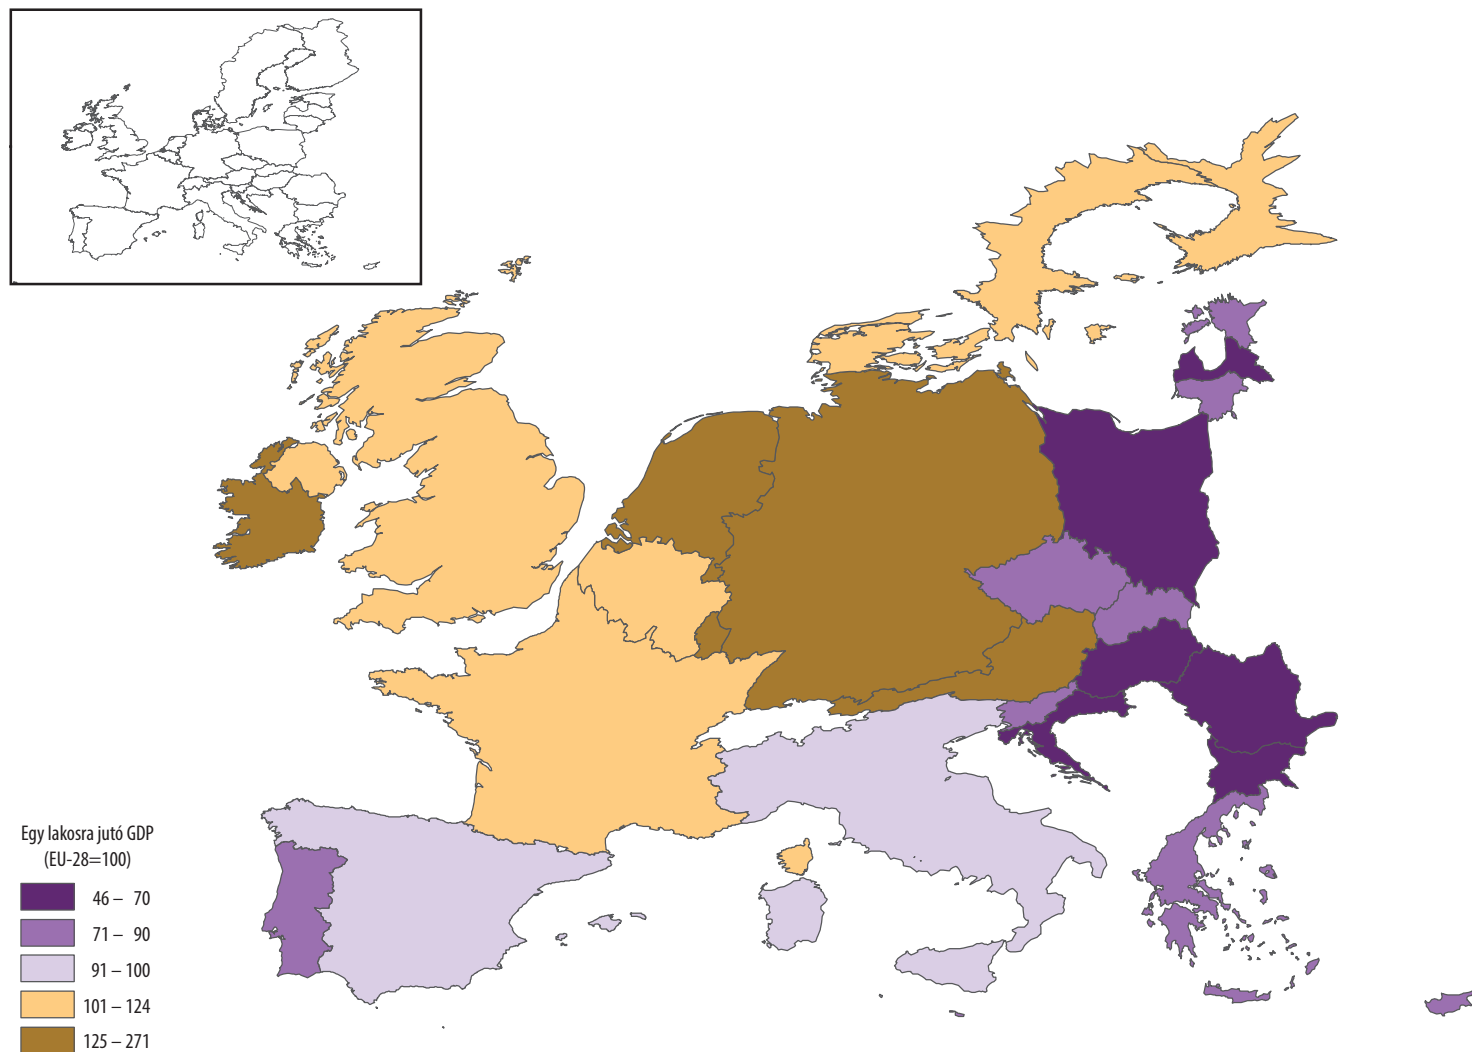 Egy lakosra jutó GDP
(EU-28=100)
46 – 70
71 – 90
91 – 100
101 – 124
125 – 271